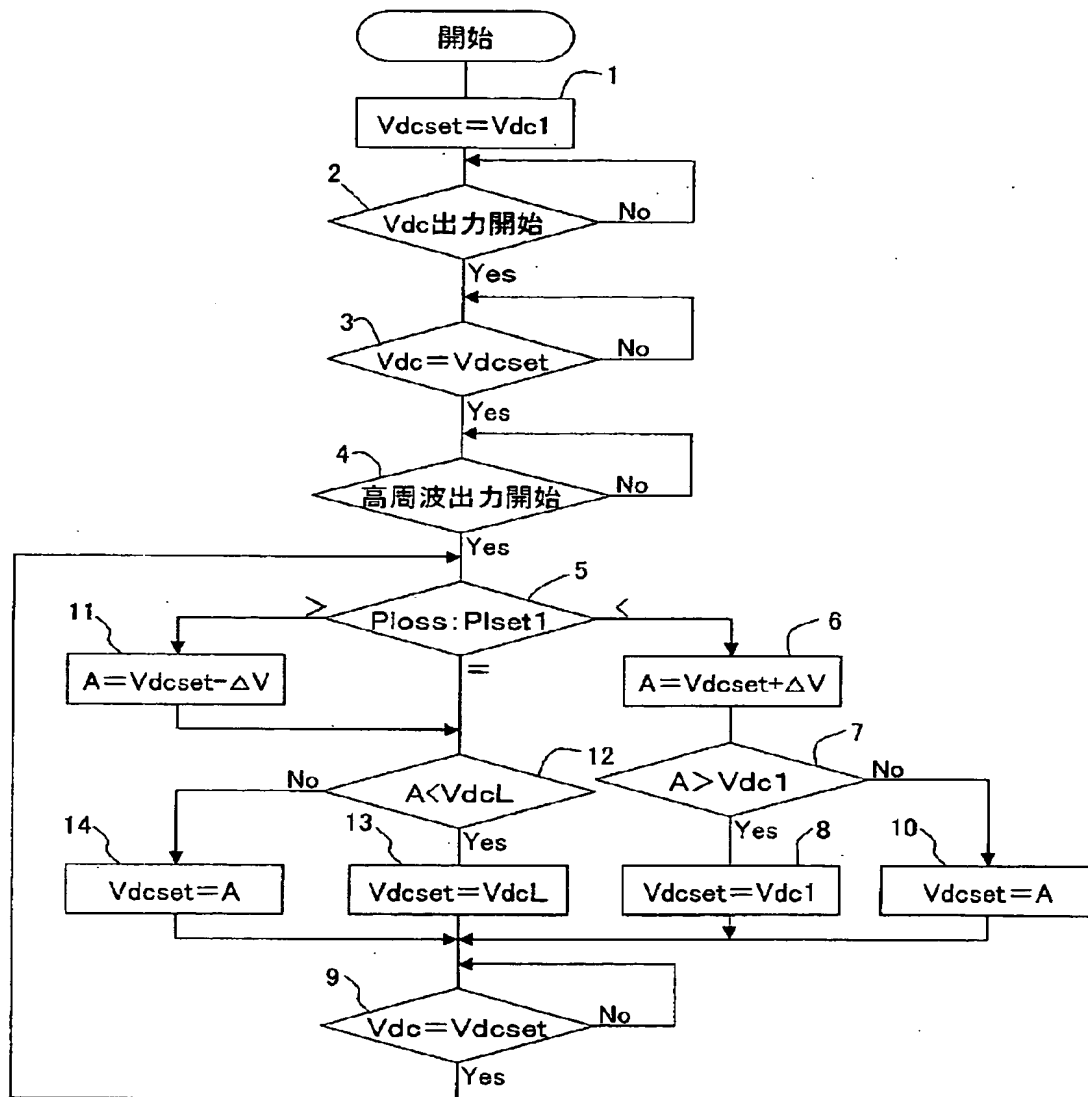 開始
1
Vdcset=Vdc1
2
Vdc出力開始
No
Yes
3
Vdc=Vdcset
No
Yes
4
高周波出力開始
No
Yes
5
>
Ploss:Plset1
<
=
11
A=Vdcset-△V
6
A=Vdcset+△V
12
No
A<VdcL
Yes
7
A>Vdc1
No
Yes
14
Vdcset=A
13
Vdcset=VdcL
8
Vdcset=Vdc1
10
Vdcset=A
9
Vdc=Vdcset
No
Yes